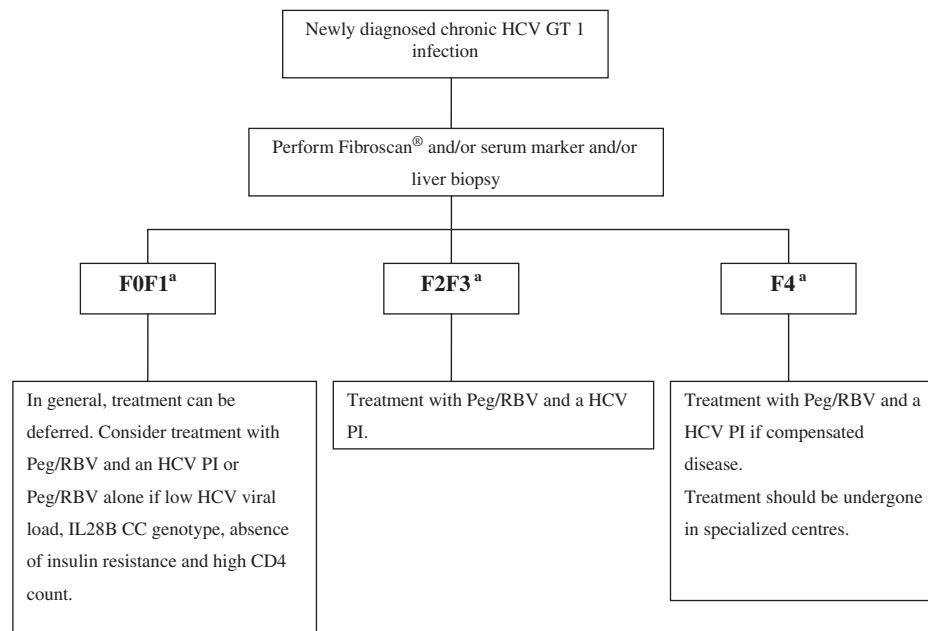 Newly diagnosed chronic HCV GT 1
infection
Perform Fibroscan® and/or serum marker and/or
liver biopsy
F0F1ᵃ
F2F3ᵃ
F4ᵃ
In general, treatment can be
deferred. Consider treatment with
Peg/RBV and an HCV PI or
Peg/RBV alone if low HCV viral
load, IL28B CC genotype, absence
of insulin resistance and high CD4
count.
Treatment with Peg/RBV and a HCV
PI.
Treatment with Peg/RBV and a
HCV PI if compensated
disease.
Treatment should be undergone
in specialized centres.